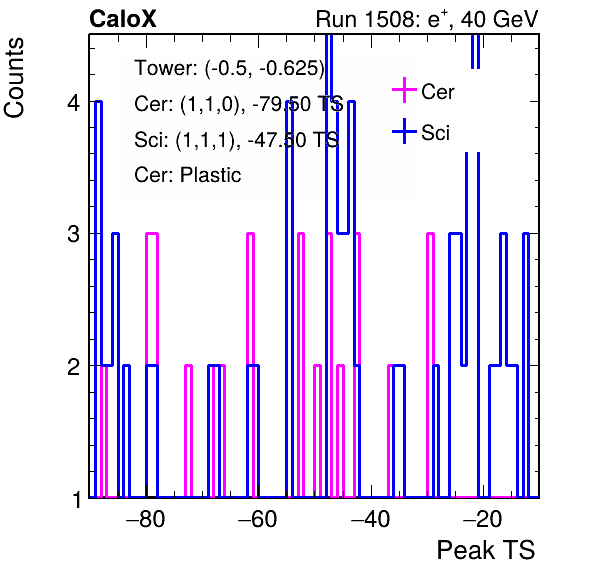 CaloX Run 1508: e+, 40 GeV
Counts
Tower: (-0.5, -0.625)
Cer: (1,1,0), -79.50 TS
Sci: (1,1,1), -47.50 TS
Cer: Plastic
Cer
Sci
4
3
2
1
−80 −60 −40 −20
Peak TS